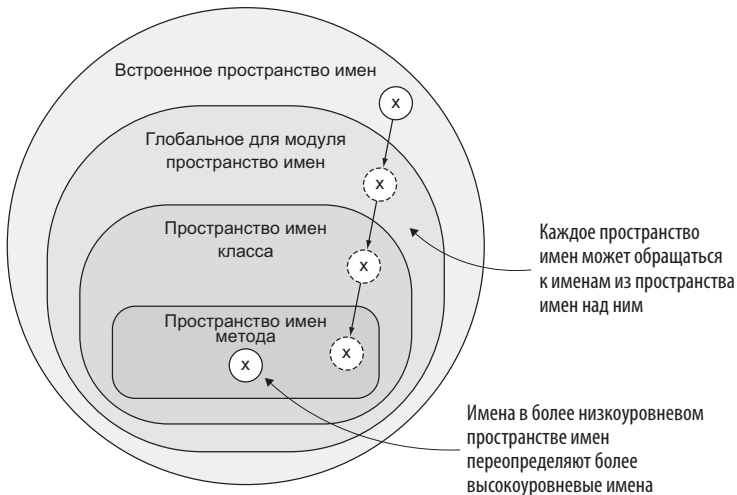 Встроенное пространство имен
x
Глобальное для модуля
пространство имен
x
Пространство имен
класса
x
Каждое пространство
имен может обращаться
к именам из пространства
имен над ним
Пространство имен
метода
x
x
Имена в более низкоуровневом
пространстве имен
переопределяют более
высокоуровневые имена